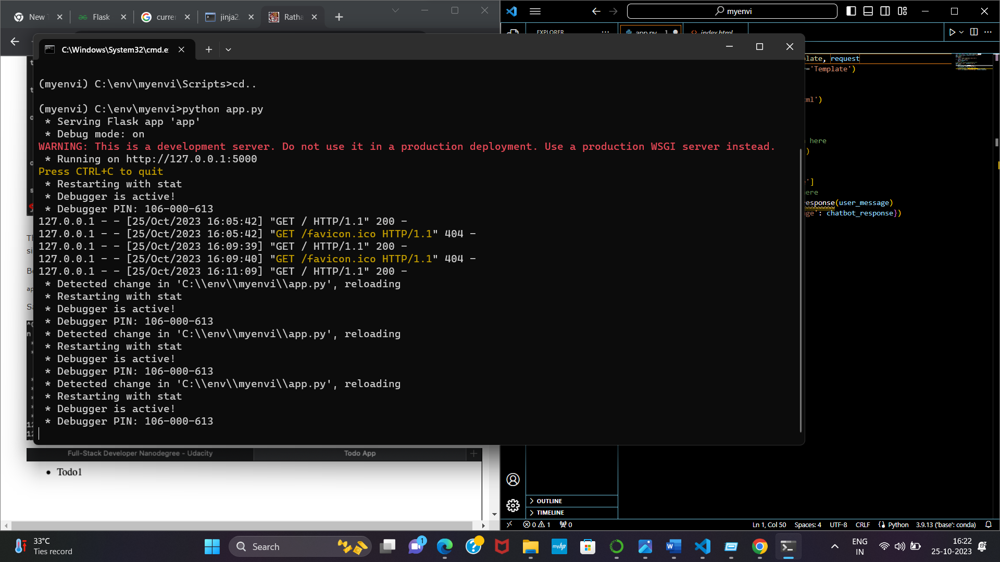 New
Flask
currer
jinja2
Ratha
myenvi
EXPLORER
app.py 1
index.html
C:\Windows\System32\cmd.e
(myenvi) C:\env\myenvi\Scripts>cd..
(myenvi) C:\env\myenvi>python app.py
* Serving Flask app 'app'
* Debug mode: on
WARNING: This is a development server. Do not use it in a production deployment. Use a production WSGI server instead.
* Running on http://127.0.0.1:5000
Press CTRL+C to quit
* Restarting with stat
* Debugger is active!
* Debugger PIN: 106-000-613
127.0.0.1 - - [25/Oct/2023 16:05:42] "GET / HTTP/1.1" 200 -
127.0.0.1 - - [25/Oct/2023 16:05:42] "GET /favicon.ico HTTP/1.1" 404 -
127.0.0.1 - - [25/Oct/2023 16:09:39] "GET / HTTP/1.1" 200 -
127.0.0.1 - - [25/Oct/2023 16:09:40] "GET /favicon.ico HTTP/1.1" 404 -
127.0.0.1 - - [25/Oct/2023 16:11:09] "GET / HTTP/1.1" 200 -
* Detected change in 'C:\\env\\myenvi\\app.py', reloading
* Restarting with stat
* Debugger is active!
* Debugger PIN: 106-000-613
* Detected change in 'C:\\env\\myenvi\\app.py', reloading
* Restarting with stat
* Debugger is active!
* Debugger PIN: 106-000-613
* Detected change in 'C:\\env\\myenvi\\app.py', reloading
* Restarting with stat
* Debugger is active!
* Debugger PIN: 106-000-613
late, request
='Template')
ml')
here
)
']
ere
esponse(user_message)
ge': chatbot_response})
Full-Stack Developer Nanodegree - Udacity
Todo App
• Todo1
OUTLINE
TIMELINE
0 1 0
Ln 1, Col 50 Spaces: 4 UTF-8 CRLF Python 3.9.13 ('base': conda)
33°C
Ties record
Search
1
myhp
ENG
IN
16:22
25-10-2023